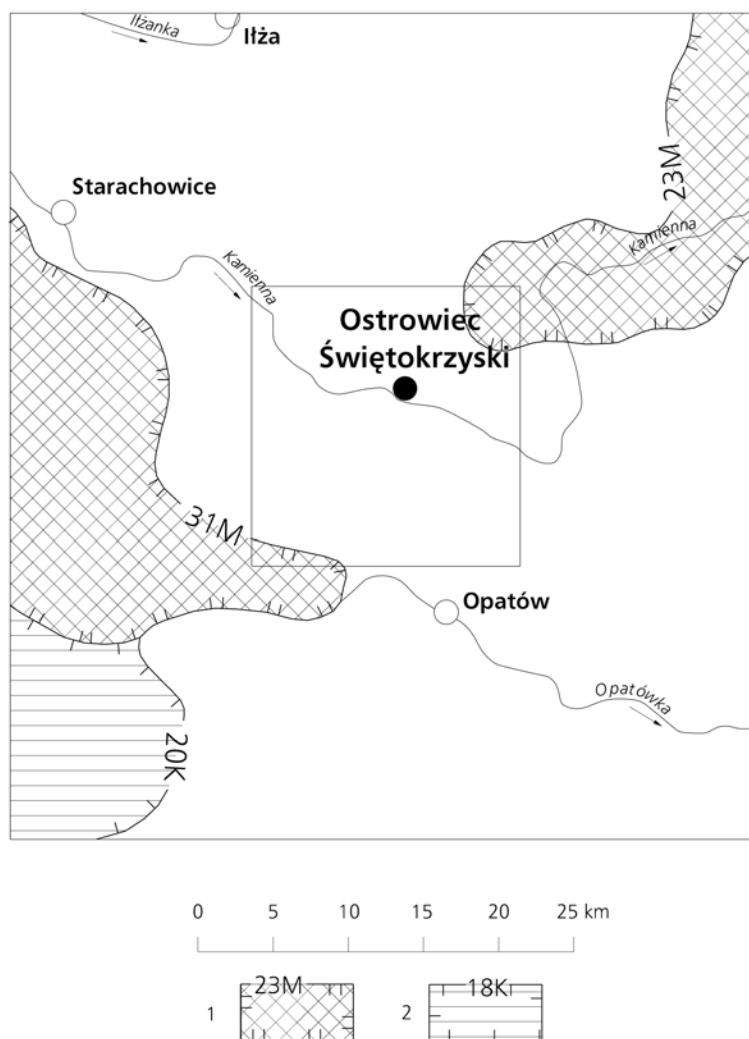 Iłżanka
Iłża
23M
Starachowice
Kamienna
Kamienna
Ostrowiec
Świętokrzyski
31M
Opatów
Opatówka
20K
0 5 10 15 20 25 km
23M
18K
1
2